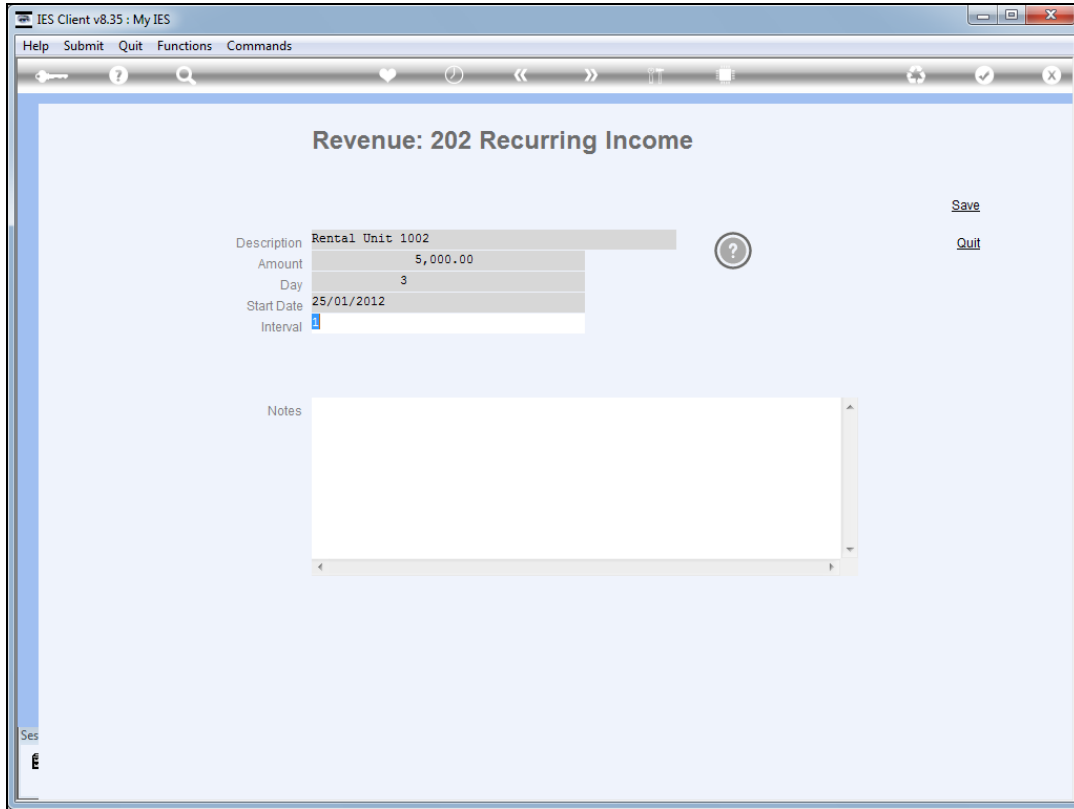 IES Client v8.35 : My IES
Help Submit Quit Functions Commands
Revenue: 202 Recurring Income
Save
Description Rental Unit 1002
Quit
Amount 5,000.00
Day 3
Start Date 25/01/2012
Interval 1
Notes
Ses